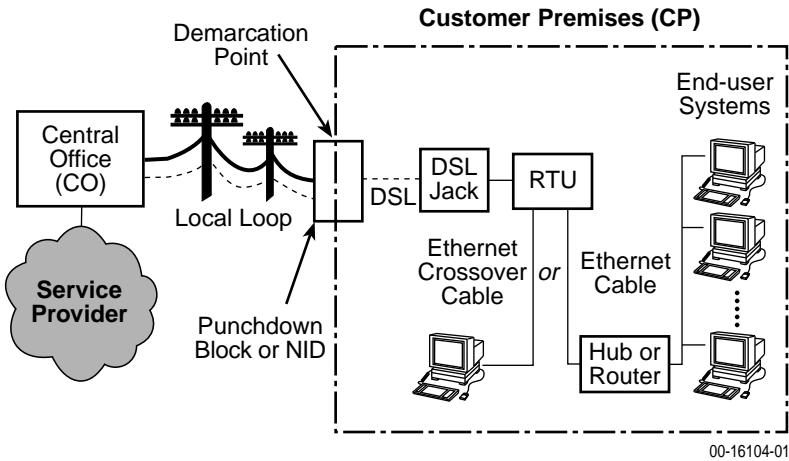 Customer Premises (CP)
Demarcation
Point
End-user
Systems
Central
Office
(CO)
DSL
DSL
Jack
RTU
Local Loop
Service
Provider
Ethernet
Crossover
Cable
or
Ethernet
Cable
Punchdown
Block or NID
Hub or
Router
00-16104-01